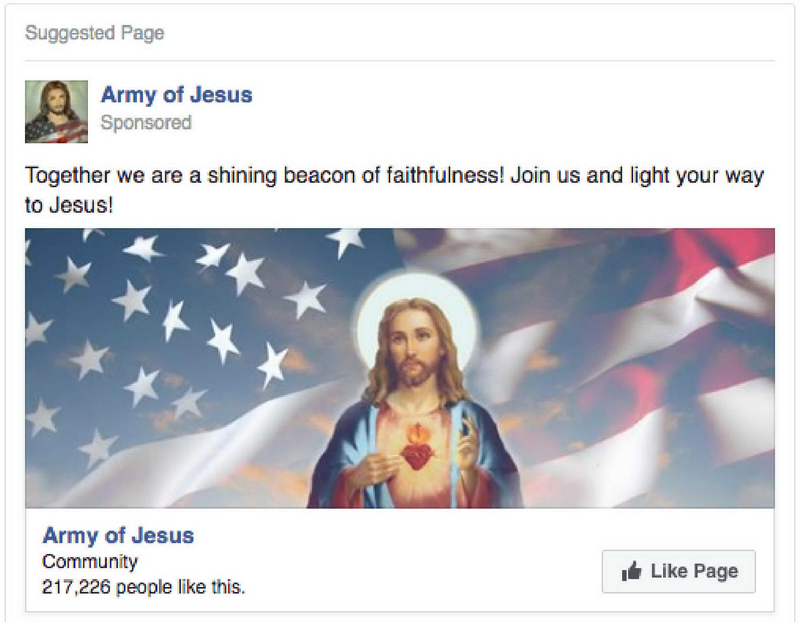 Suggested Page
Army of Jesus
Sponsored
Together we are a shining beacon of faithfulness! Join us and light your way
to Jesus!
Army of Jesus
Community
217,226 people like this.
Like Page